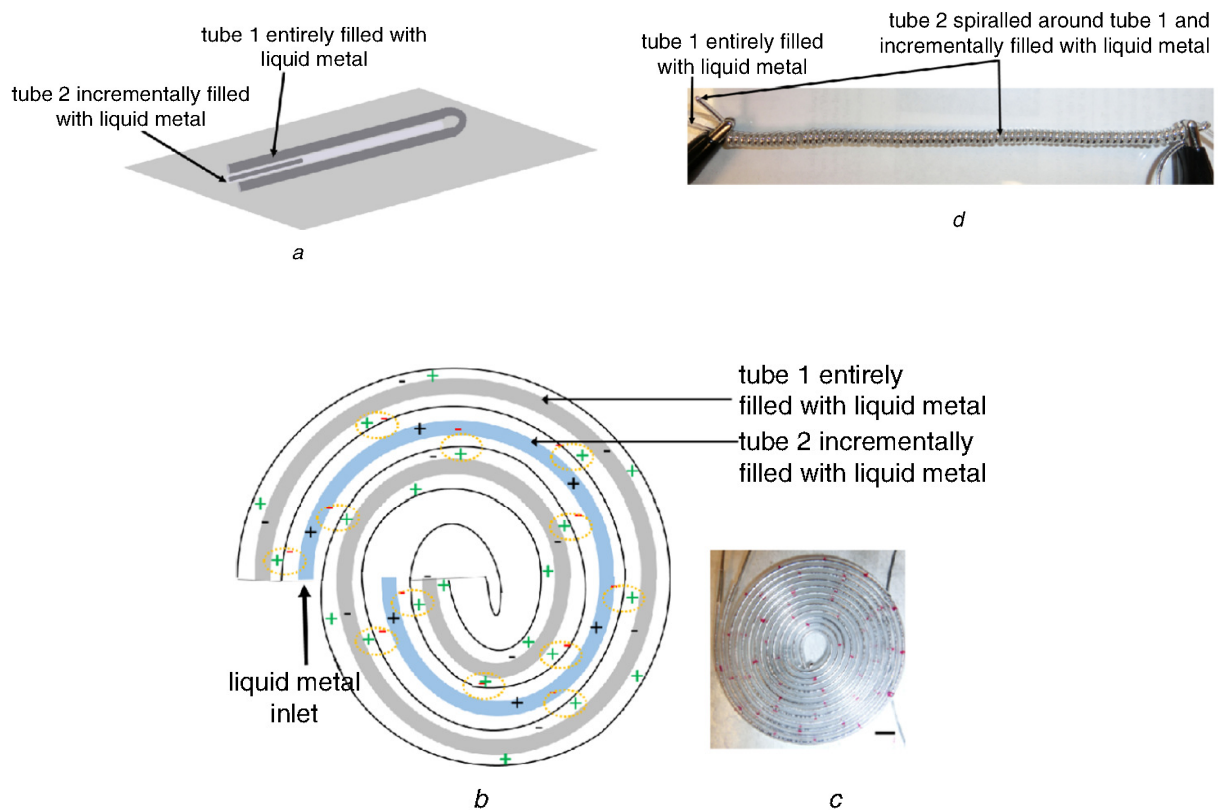 tube 1 entirely filled with
liquid metal
tube 2 incrementally filled
with liquid metal
a
tube 2 spiralled around tube 1 and
incrementally filled with liquid metal
tube 1 entirely filled
with liquid metal
d
tube 1 entirely
filled with liquid metal
tube 2 incrementally
filled with liquid metal
liquid metal
inlet
b
c